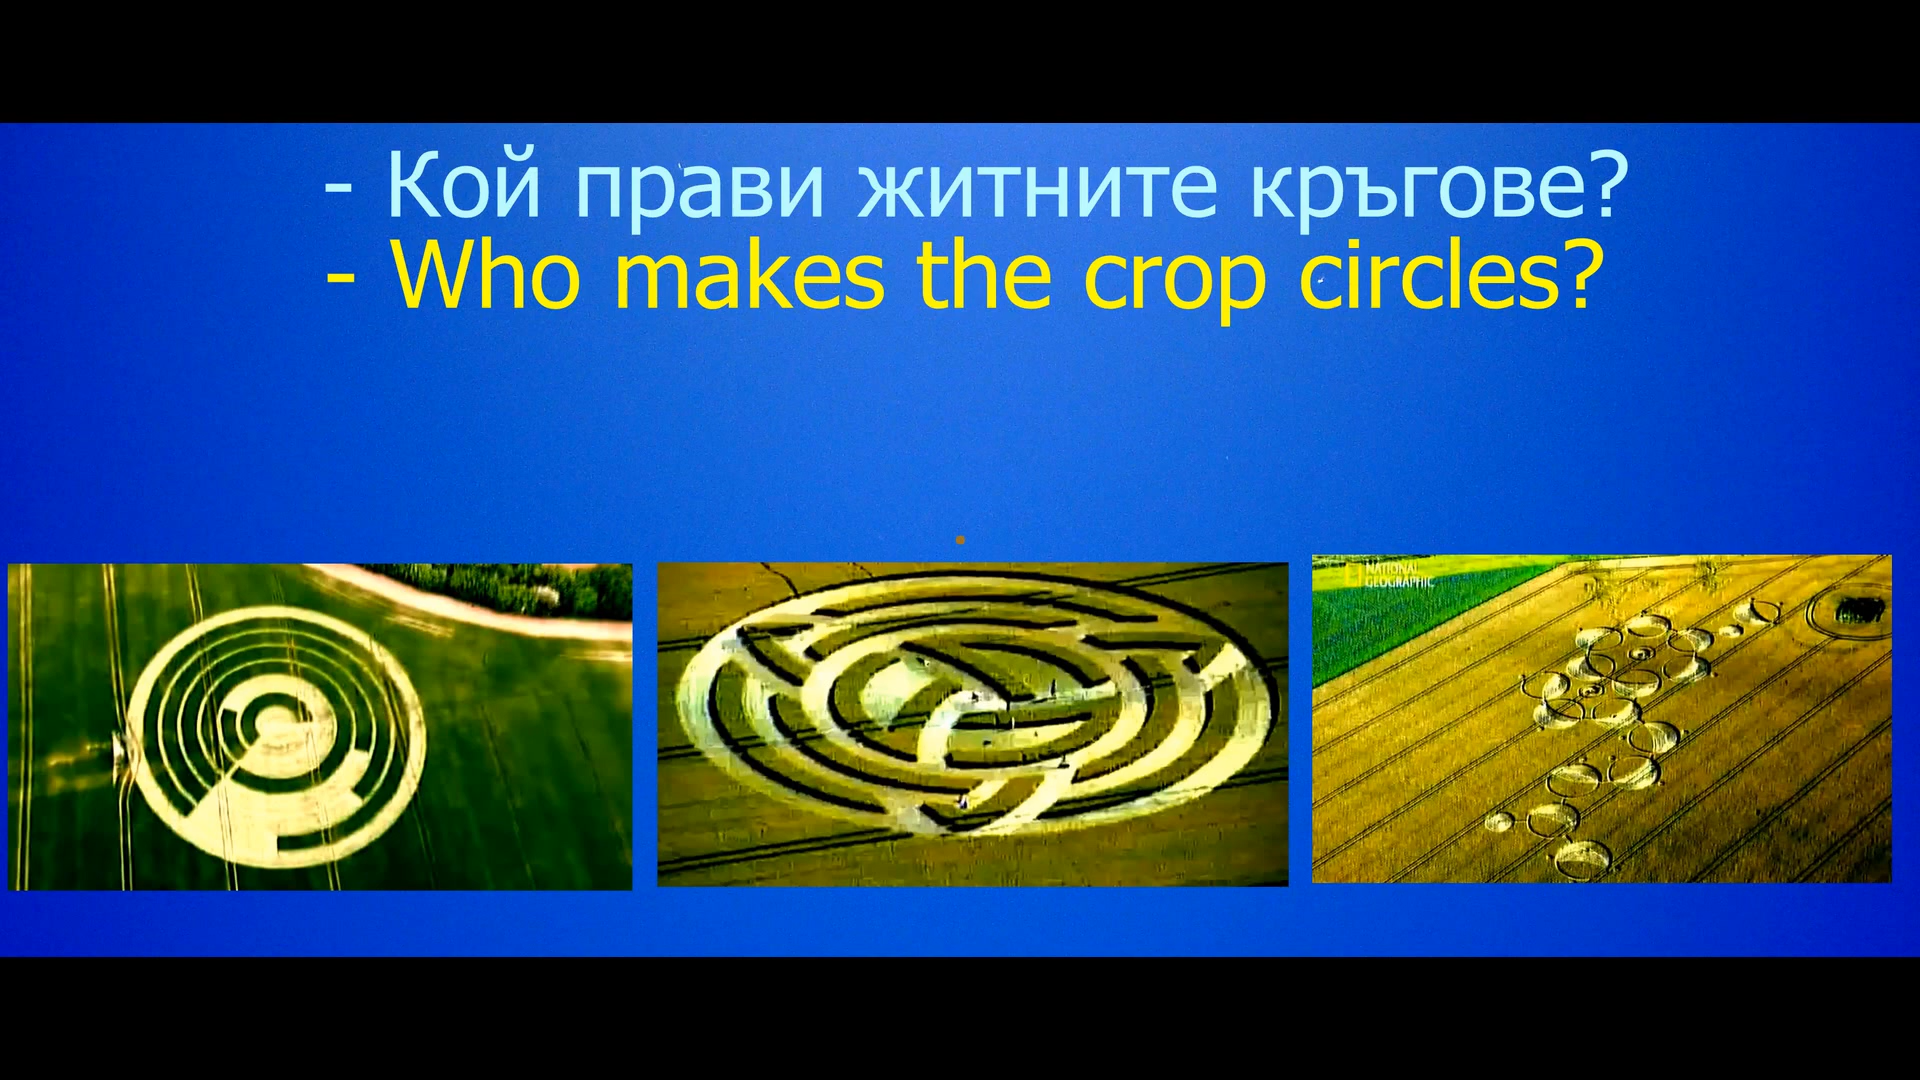 - Кой прави житните кръгове?
- Who makes the crop circles?
NATIONAL
GEOGRAPHIC